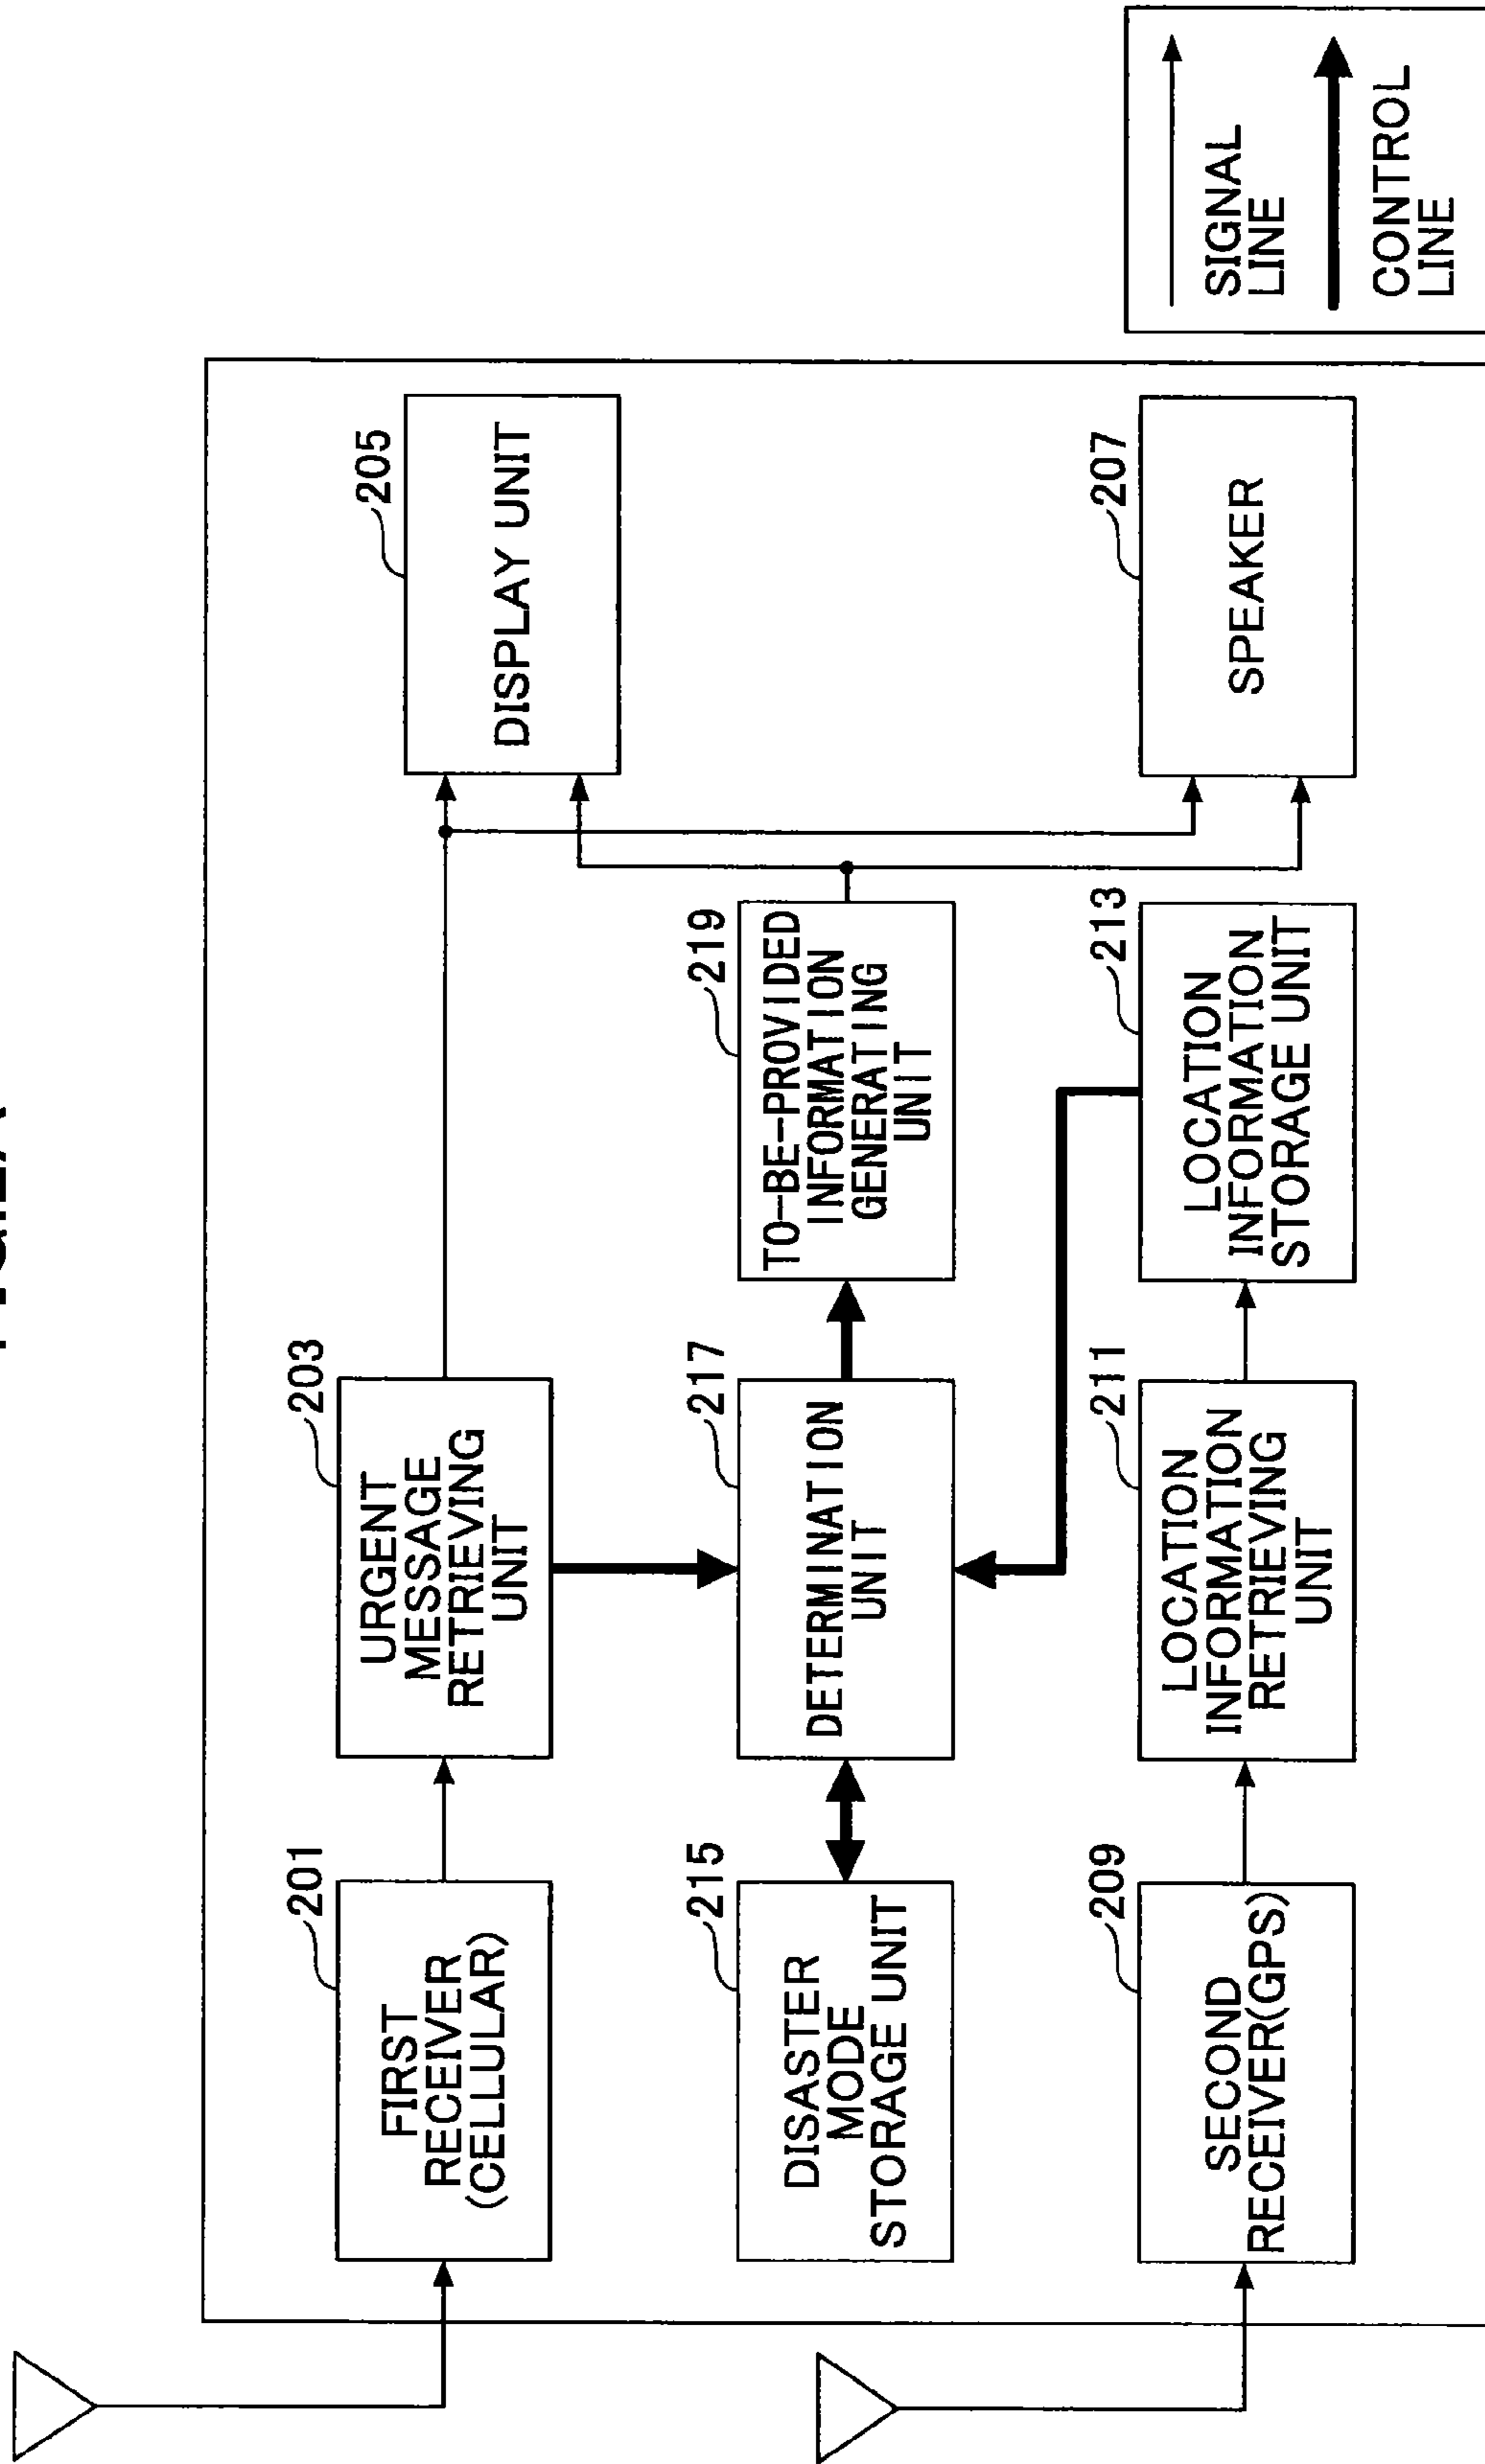 201
FIRST
RECEIVER
(CELLULAR)
203
URGENT
MESSAGE
RETRIEVING
UNIT
205
DISPLAY UNIT
215
DISASTER
MODE
STORAGE UNIT
217
DETERMINATION
UNIT
219
TO-BE-PROVIDED
INFORMATION
GENERATING
UNIT
209
SECOND
RECEIVER(GPS)
211
LOCATION
INFORMATION
RETRIEVING
UNIT
213
LOCATION
INFORMATION
STORAGE UNIT
207
SPEAKER
SIGNAL
LINE
CONTROL
LINE